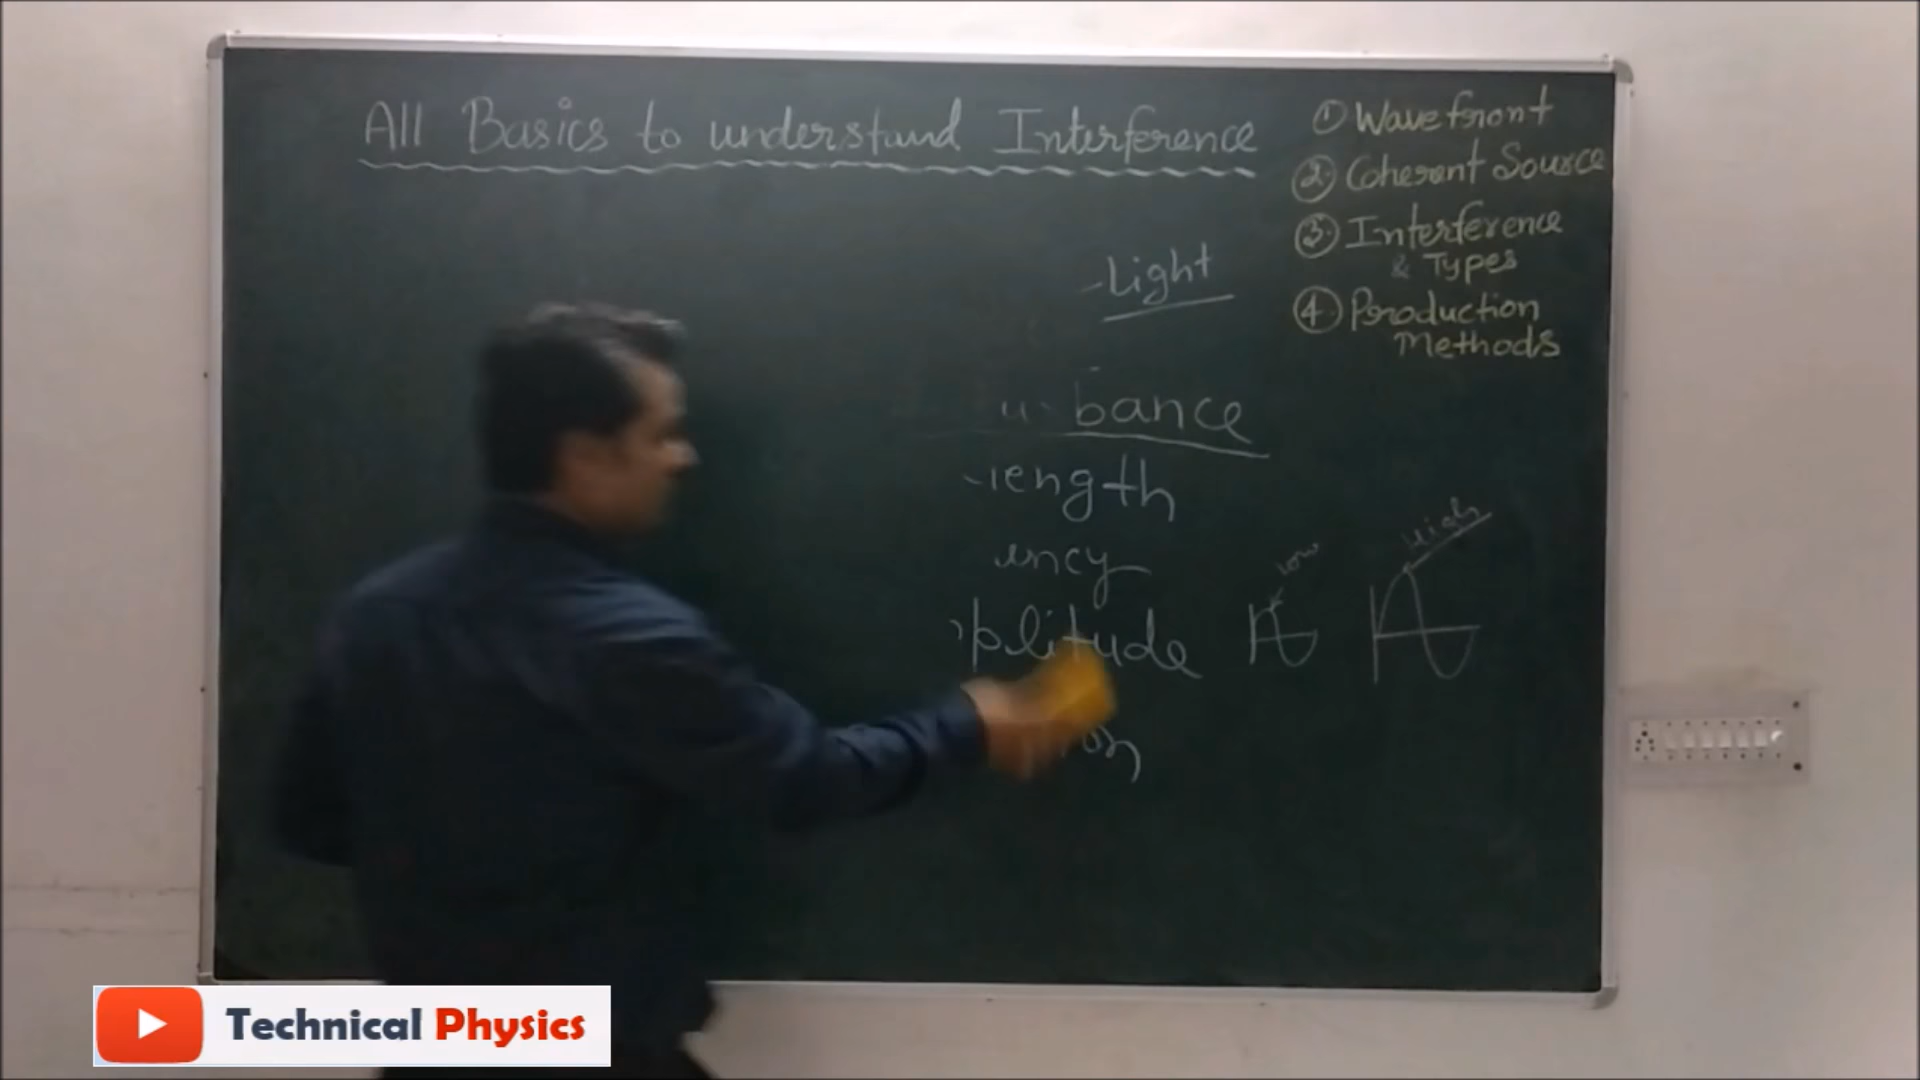 All Basics to understand Interference
① Wavefront
②. Coherent Source
③. Interference
& Types
④. Production
Methods
Light
bance
length
ency
plitude
Low
High
Technical Physics